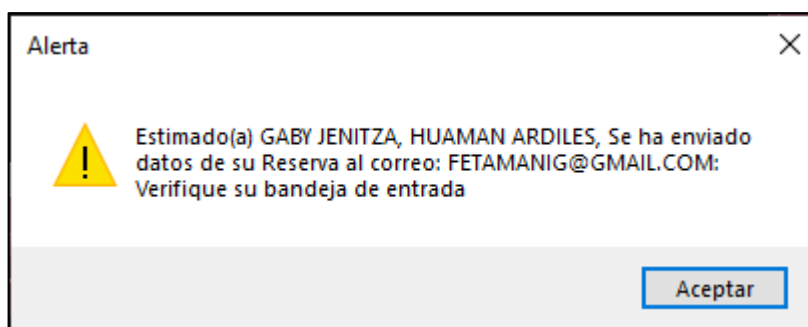 Alerta
Estimado(a) GABY JENITZA, HUAMAN ARDILES, Se ha enviado
datos de su Reserva al correo: FETAMANIG@GMAIL.COM:
Verifique su bandeja de entrada
Aceptar